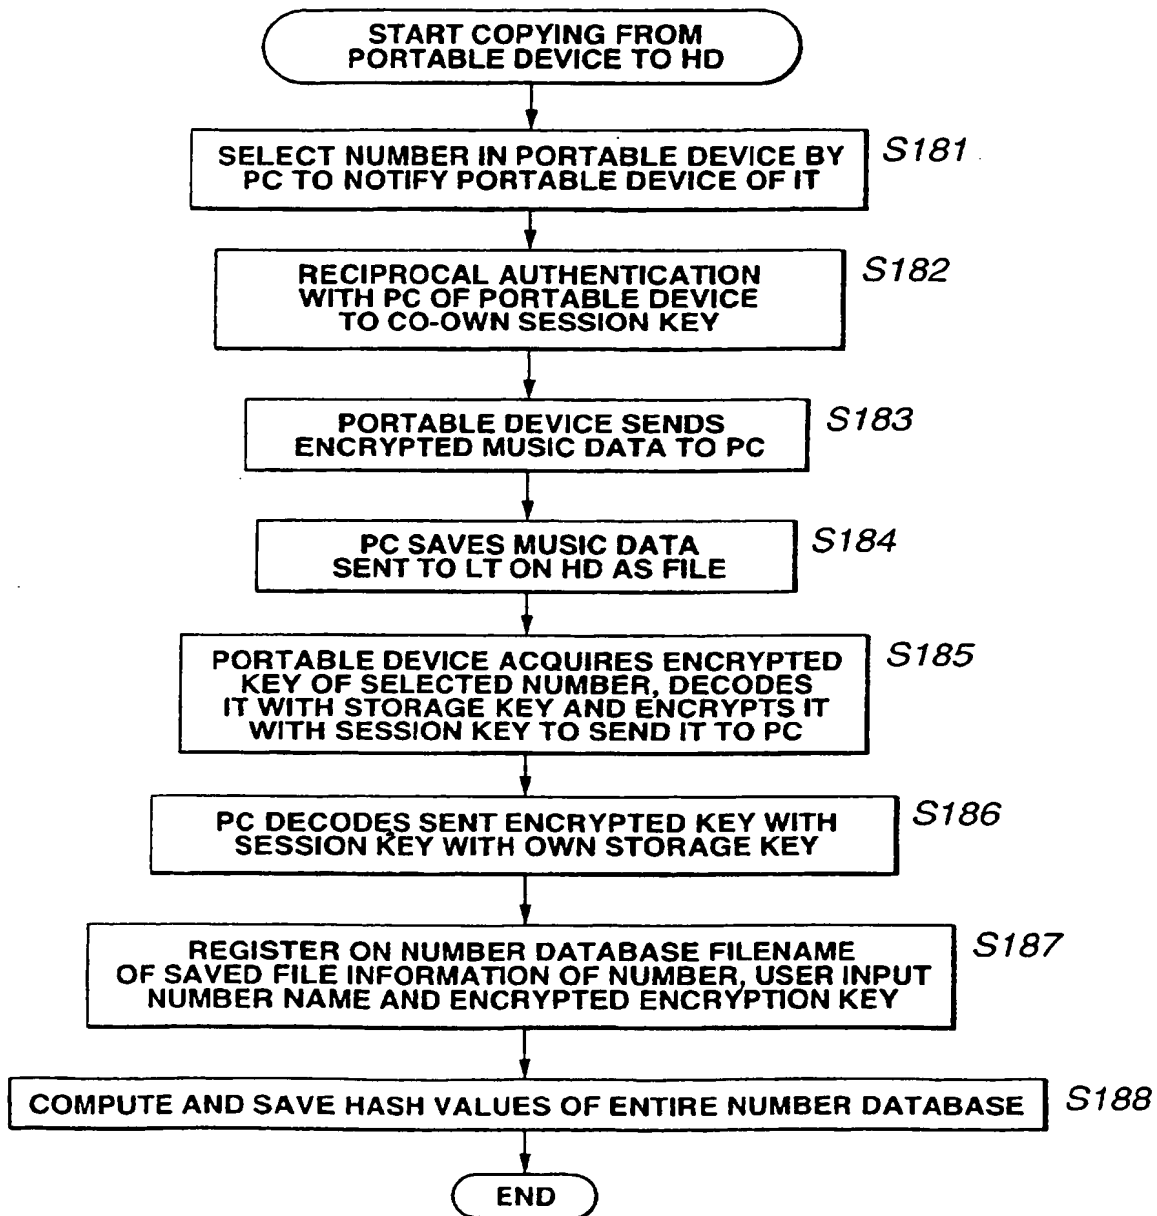 START COPYING FROM
PORTABLE DEVICE TO HD
SELECT NUMBER IN PORTABLE DEVICE BY
PC TO NOTIFY PORTABLE DEVICE OF IT
S181
RECIPROCAL AUTHENTICATION
WITH PC OF PORTABLE DEVICE
TO CO-OWN SESSION KEY
S182
PORTABLE DEVICE SENDS
ENCRYPTED MUSIC DATA TO PC
S183
PC SAVES MUSIC DATA
SENT TO LT ON HD AS FILE
S184
PORTABLE DEVICE ACQUIRES ENCRYPTED
KEY OF SELECTED NUMBER, DECODES
IT WITH STORAGE KEY AND ENCRYPTS IT
WITH SESSION KEY TO SEND IT TO PC
S185
PC DECODES SENT ENCRYPTED KEY WITH
SESSION KEY WITH OWN STORAGE KEY
S186
REGISTER ON NUMBER DATABASE FILENAME
OF SAVED FILE INFORMATION OF NUMBER, USER INPUT
NUMBER NAME AND ENCRYPTED ENCRYPTION KEY
S187
COMPUTE AND SAVE HASH VALUES OF ENTIRE NUMBER DATABASE
S188
END